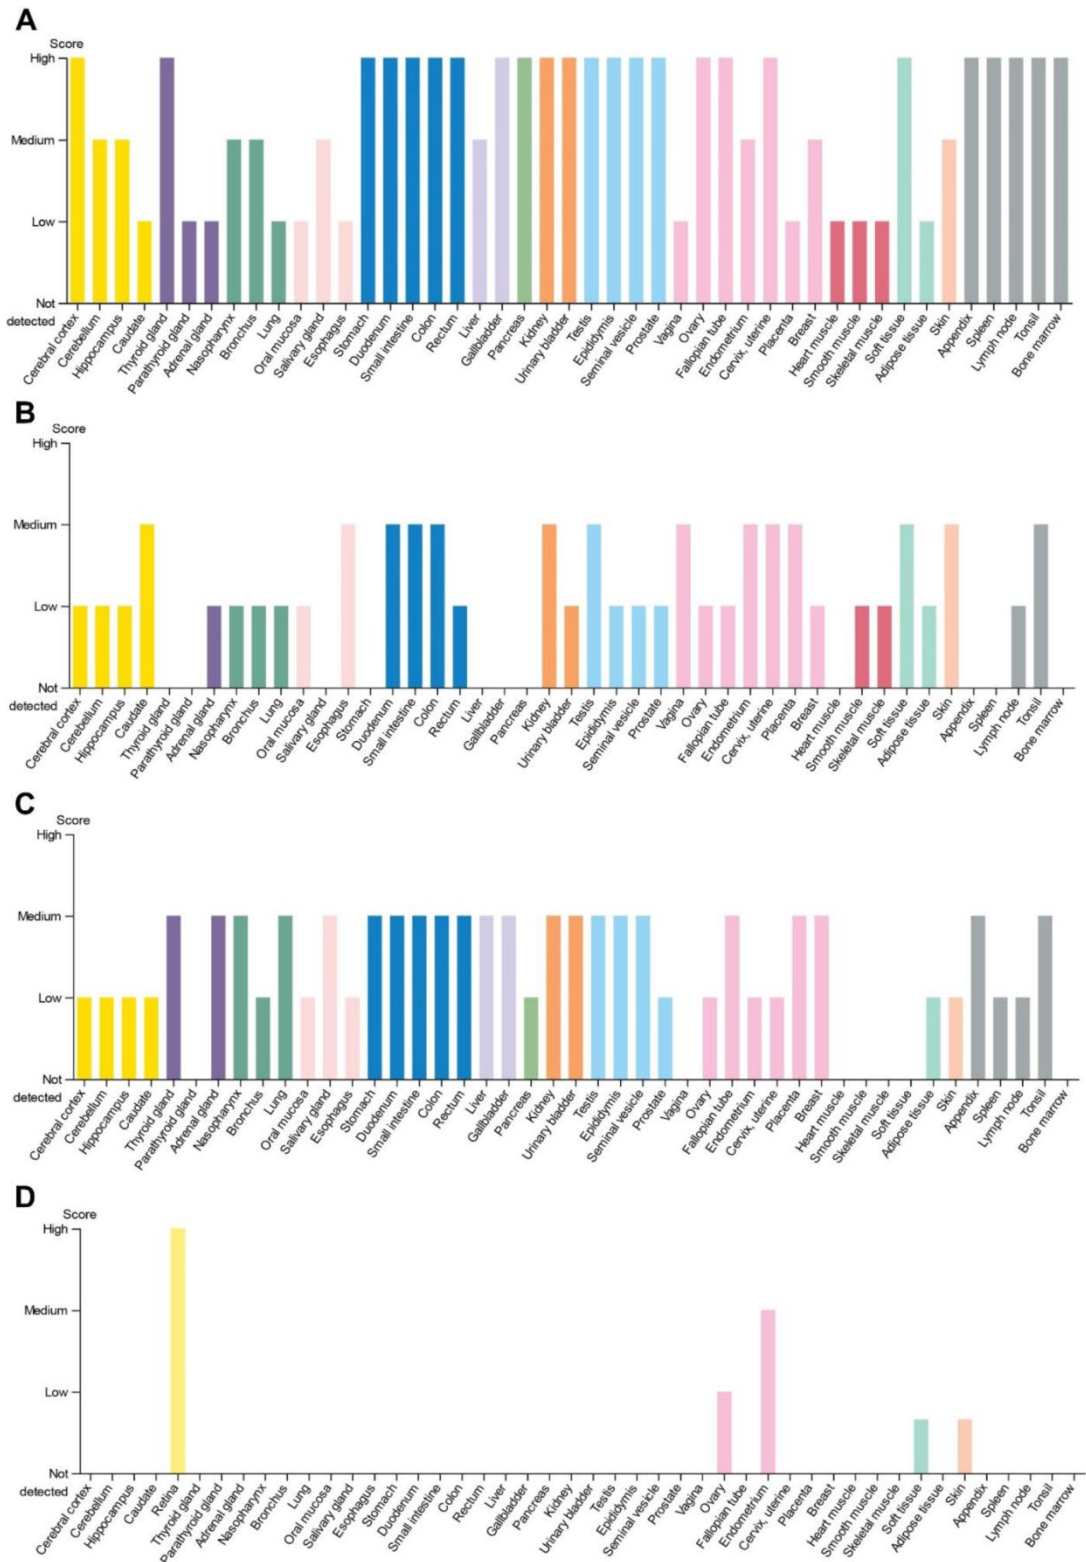 A
Score
High
Medium
Low
Not
detected
Cerebral cortex
Cerebellum
Hippocampus
Caudate
Thyroid gland
Parathyroid gland
Adrenal gland
Nasopharynx
Bronchus
Lung
Oral mucosa
Salivary gland
Esophagus
Stomach
Duodenum
Small intestine
Colon
Rectum
Liver
Gallbladder
Pancreas
Kidney
Urinary bladder
Testis
Epididymis
Seminal vesicle
Prostate
Vagina
Ovary
Fallopian tube
Endometrium
Cervix, uterine
Placenta
Breast
Heart muscle
Smooth muscle
Skeletal muscle
Soft tissue
Adipose tissue
Skin
Appendix
Spleen
Lymph node
Tonsil
Bone marrow
B
Score
High
Medium
Low
Not
detected
Cerebral cortex
Cerebellum
Hippocampus
Caudate
Thyroid gland
Parathyroid gland
Adrenal gland
Nasopharynx
Bronchus
Lung
Oral mucosa
Salivary gland
Esophagus
Stomach
Duodenum
Small intestine
Colon
Rectum
Liver
Gallbladder
Pancreas
Kidney
Urinary bladder
Testis
Epididymis
Seminal vesicle
Prostate
Vagina
Ovary
Fallopian tube
Endometrium
Cervix, uterine
Placenta
Breast
Heart muscle
Smooth muscle
Skeletal muscle
Soft tissue
Adipose tissue
Skin
Appendix
Spleen
Lymph node
Tonsil
Bone marrow
C
Score
High
Medium
Low
Not
detected
Cerebral cortex
Cerebellum
Hippocampus
Caudate
Thyroid gland
Parathyroid gland
Adrenal gland
Nasopharynx
Bronchus
Lung
Oral mucosa
Salivary gland
Esophagus
Stomach
Duodenum
Small intestine
Colon
Rectum
Liver
Gallbladder
Pancreas
Kidney
Urinary bladder
Testis
Epididymis
Seminal vesicle
Prostate
Vagina
Ovary
Fallopian tube
Endometrium
Cervix, uterine
Placenta
Breast
Heart muscle
Smooth muscle
Skeletal muscle
Soft tissue
Adipose tissue
Skin
Appendix
Spleen
Lymph node
Tonsil
Bone marrow
D
Score
High
Medium
Low
Not
detected
Cerebral cortex
Cerebellum
Hippocampus
Caudate
Retina
Thyroid gland
Parathyroid gland
Adrenal gland
Nasopharynx
Bronchus
Lung
Oral mucosa
Salivary gland
Esophagus
Stomach
Duodenum
Small intestine
Colon
Rectum
Liver
Gallbladder
Pancreas
Kidney
Urinary bladder
Testis
Epididymis
Seminal vesicle
Prostate
Vagina
Ovary
Fallopian tube
Endometrium
Cervix, uterine
Placenta
Breast
Heart muscle
Smooth muscle
Skeletal muscle
Soft tissue
Adipose tissue
Skin
Appendix
Spleen
Lymph node
Tonsil
Bone marrow